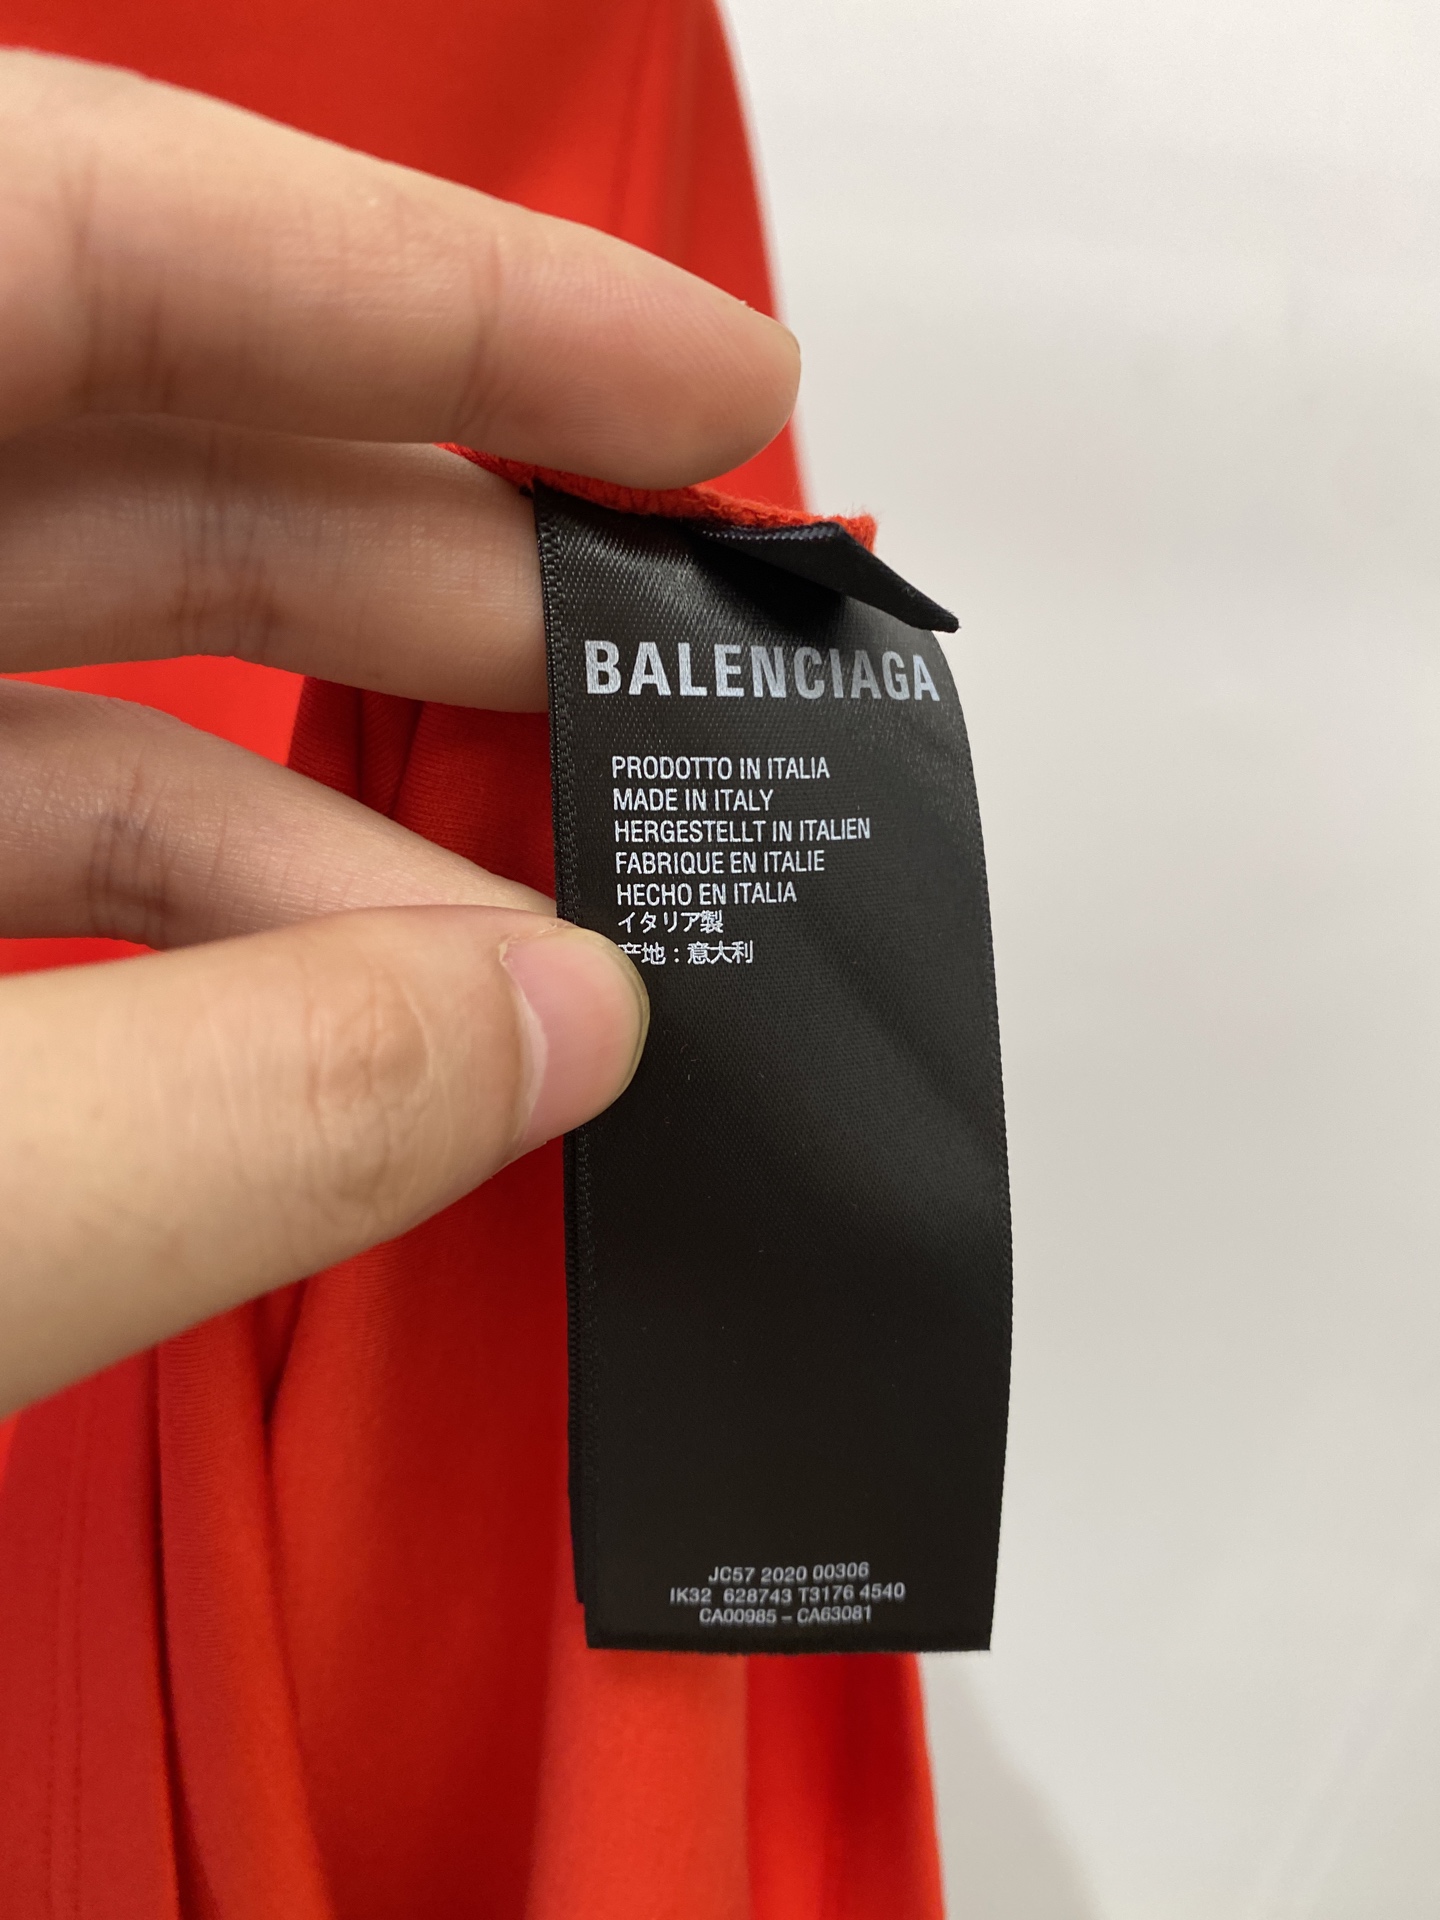 BALENCIAGA
PRODOTTO IN ITALIA
MADE IN ITALY
HERGESTELLT IN ITALIEN
FABRIQUE EN ITALIE
HECHO EN ITALIA
イタリア製
产地：意大利
JC57 2020 00306
IK32 628743 T3176 4540
CA00985 – CA63081